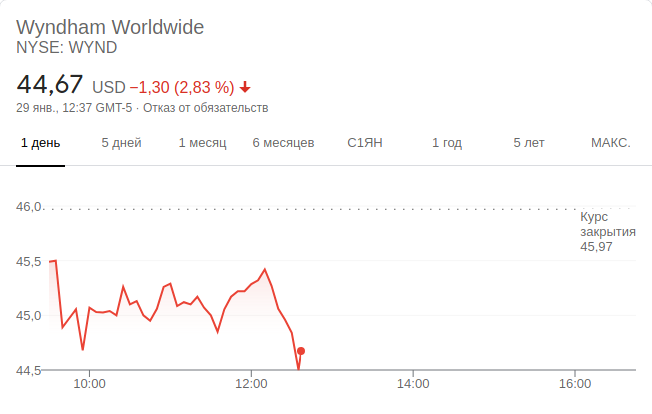 Wyndham Worldwide
NYSE: WYND
44,67 USD −1,30 (2,83 %)
29 янв., 12:37 GMT-5 · Отказ от обязательств
1 день 5 дней 1 месяц 6 месяцев С1ЯН 1 год 5 лет МАКС.
46,0
Курс
закрытия
45,97
45,5
45,0
44,5
10:00 12:00 14:00 16:00